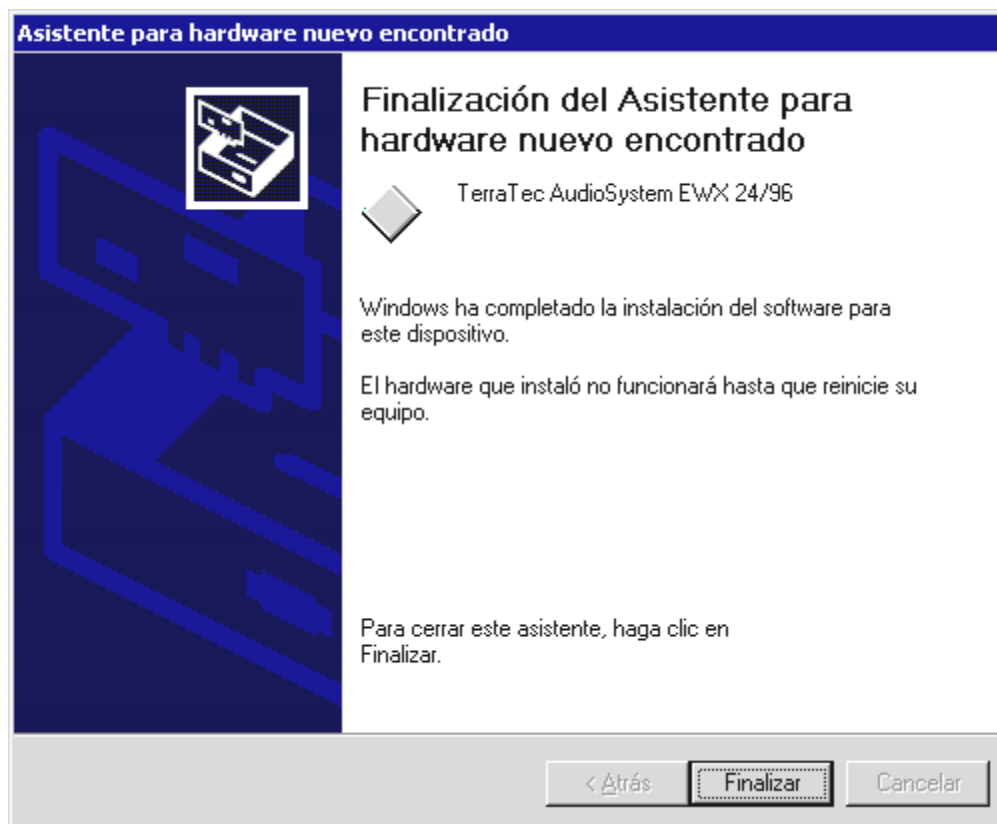 Asistente para hardware nuevo encontrado
Finalización del Asistente para
hardware nuevo encontrado
TerraTec AudioSystem EWX 24/96
Windows ha completado la instalación del software para
este dispositivo.
El hardware que instaló no funcionará hasta que reinicie su
equipo.
Para cerrar este asistente, haga clic en
Finalizar.
< Atrás Finalizar Cancelar